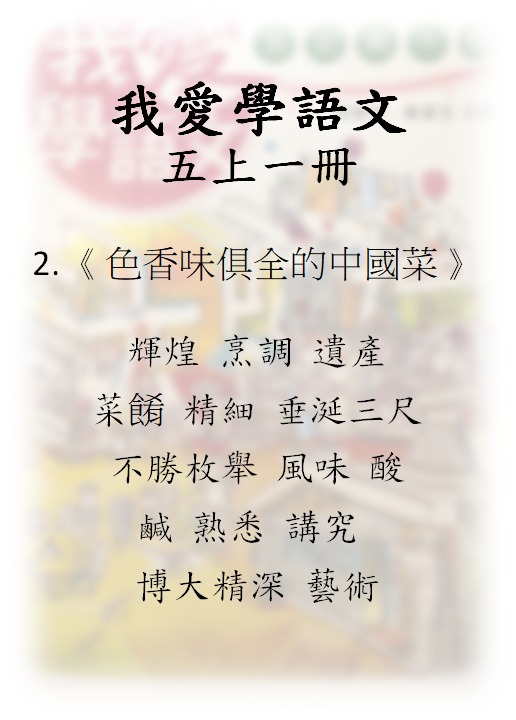 我愛學語文
五上一冊
2.《色香味俱全的中國菜》
輝煌 烹調 遺產
菜餚 精細 垂涎三尺
不勝枚舉 風味 酸
鹹 熟悉 講究
博大精深 藝術